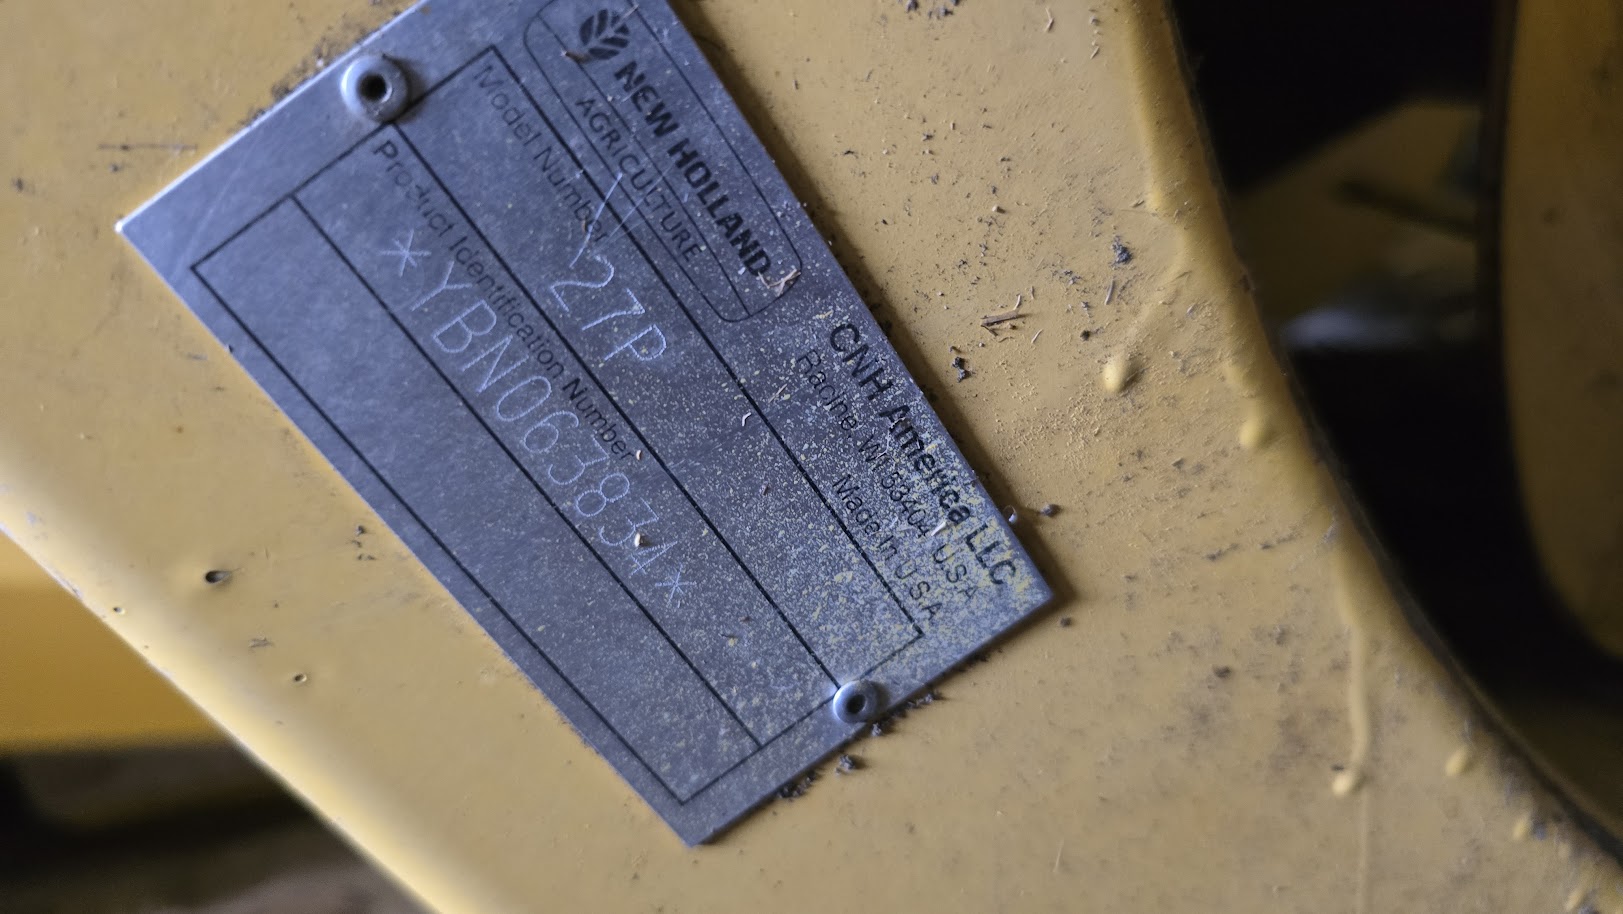 NEW HOLLAND
AGRICULTURE
CNH America LLC
Racine, WI 53404 USA
Made In USA
Model Number
27P
Product Identification Number
*YBN063834*